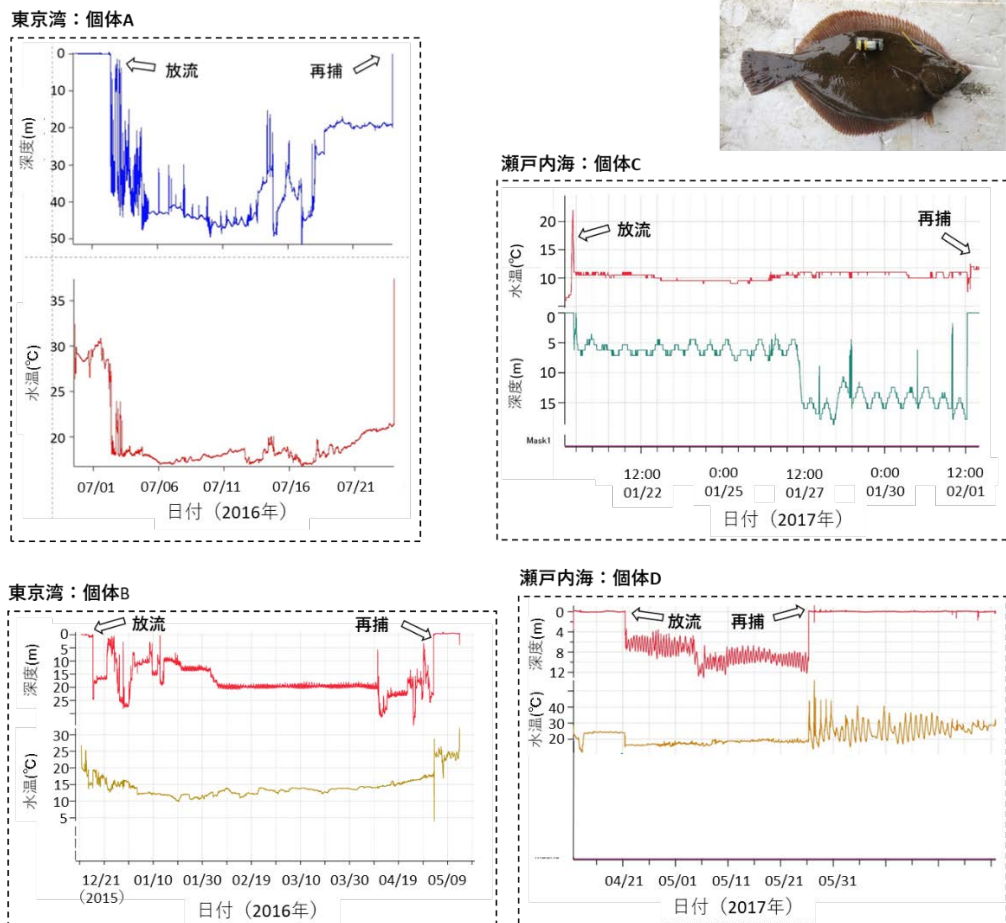 東京湾：個体A
0
10
20
30
40
50
深度(m)
放流
再捕
35
30
25
20
水温(℃)
07/01 07/06 07/11 07/16 07/21
日付（2016年）
瀬戸内海：個体C
20
15
10
水温(℃)
放流
再捕
0
5
10
15
深度(m)
Mask1
12:00 0:00 12:00 0:00 12:00
01/22 01/25 01/27 01/30 02/01
日付（2017年）
東京湾：個体B
0
5
10
15
20
25
深度(m)
放流
再捕
30
25
20
15
10
5
水温(℃)
12/21 01/10 01/30 02/19 03/10 03/30 04/19 05/09
(2015)
日付（2016年）
瀬戸内海：個体D
0
4
8
12
深度(m)
放流
再捕
40
30
20
水温(℃)
04/21 05/01 05/11 05/21 05/31
日付（2017年）